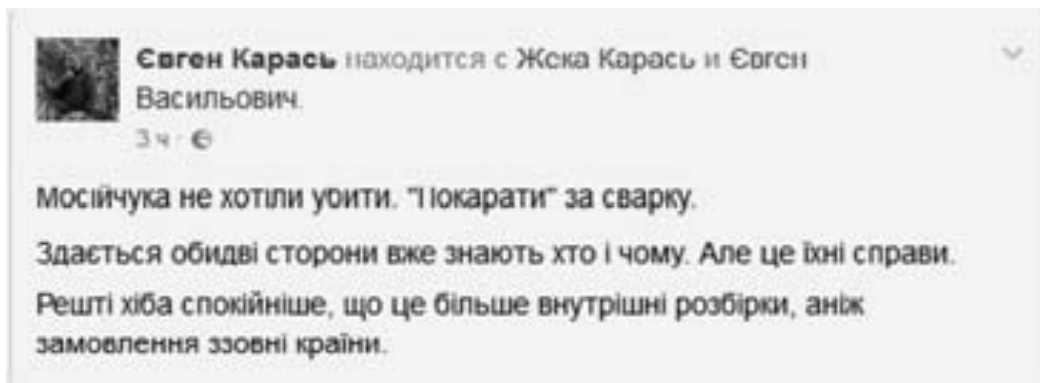 Євген Карась находится с Жека Карась и Євген
Васильович.
3 ч ·
Мосійчука не хотіли убити. "Покарати" за сварку.
Здається обидві сторони вже знають хто і чому. Але це їхні справи.
Решті хіба спокійніше, що це більше внутрішні розбірки, аніж
замовлення ззовні країни.